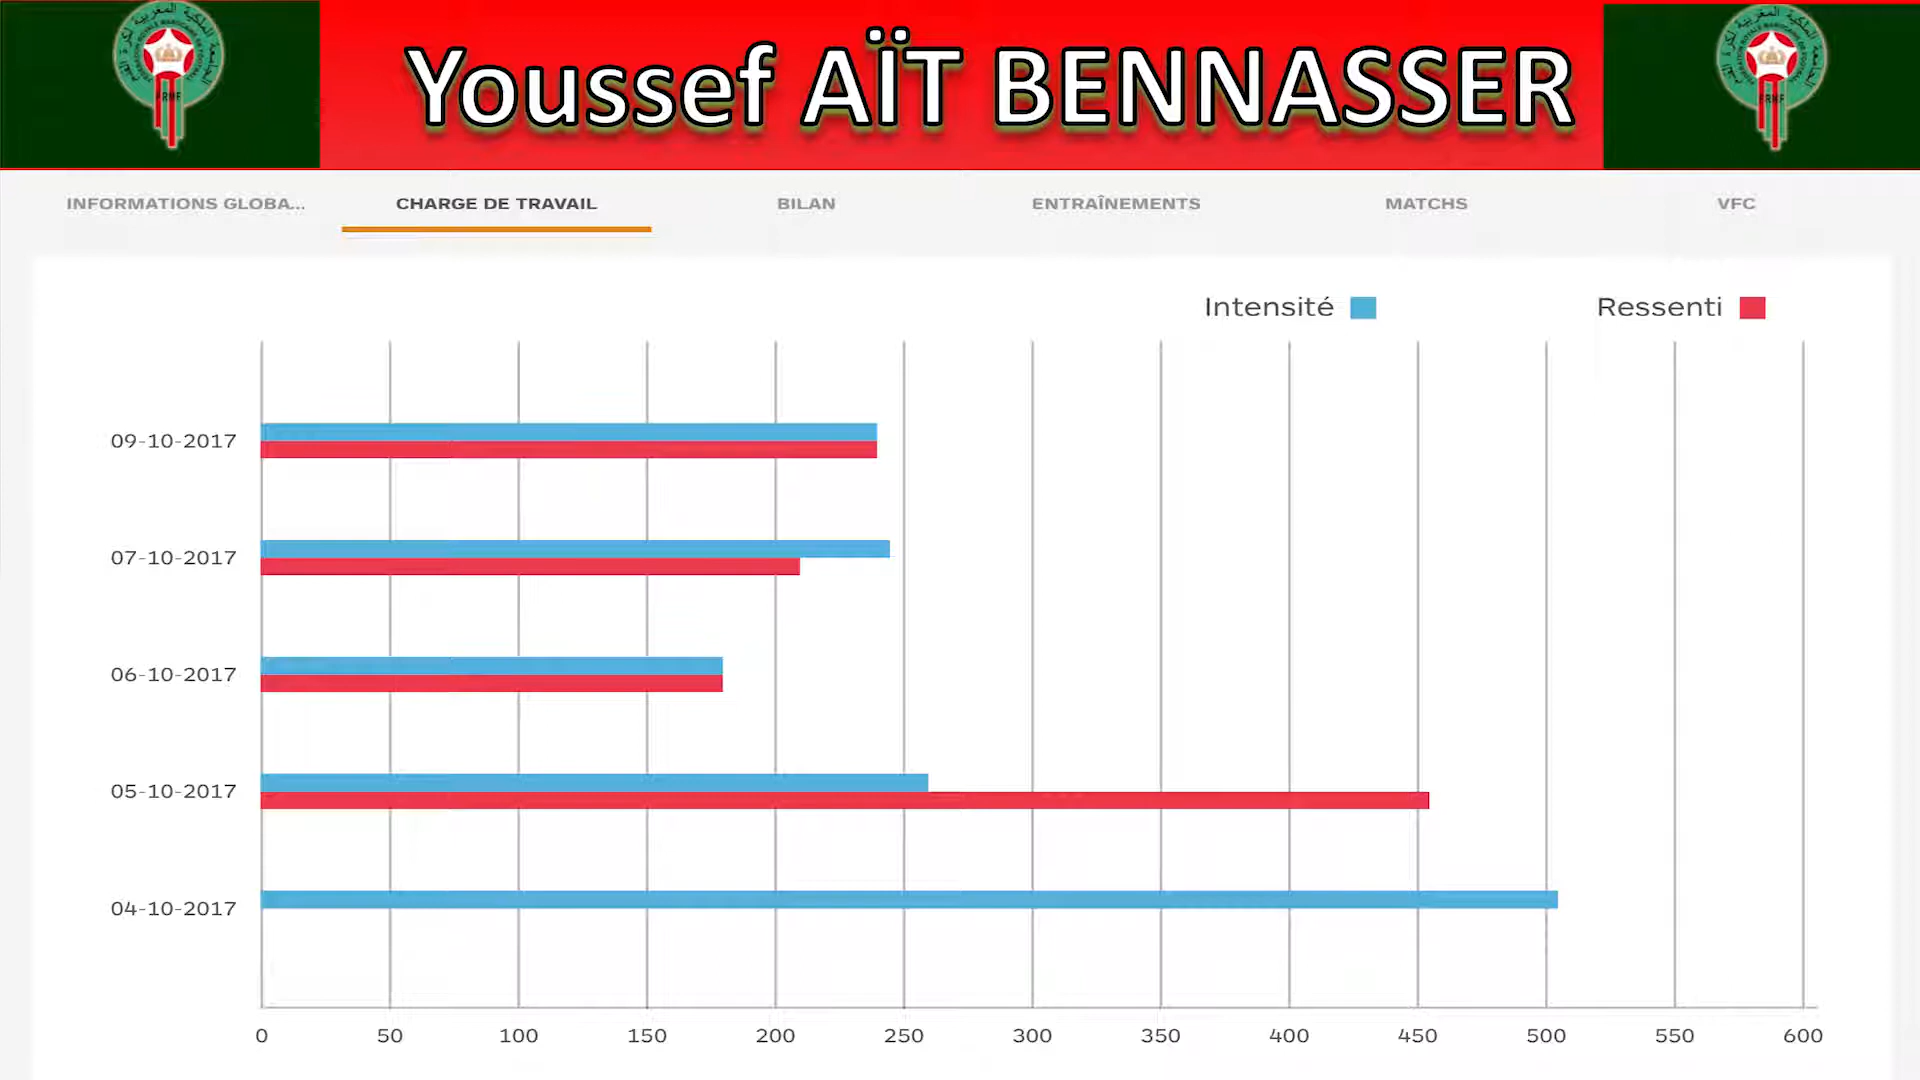 Youssef AÏT BENNASSER
FRMF
FRMF
INFORMATIONS GLOBA...
CHARGE DE TRAVAIL
BILAN
ENTRAÎNEMENTS
MATCHS
VFC
Intensité
Ressenti
09-10-2017
07-10-2017
06-10-2017
05-10-2017
04-10-2017
0 50 100 150 200 250 300 350 400 450 500 550 600